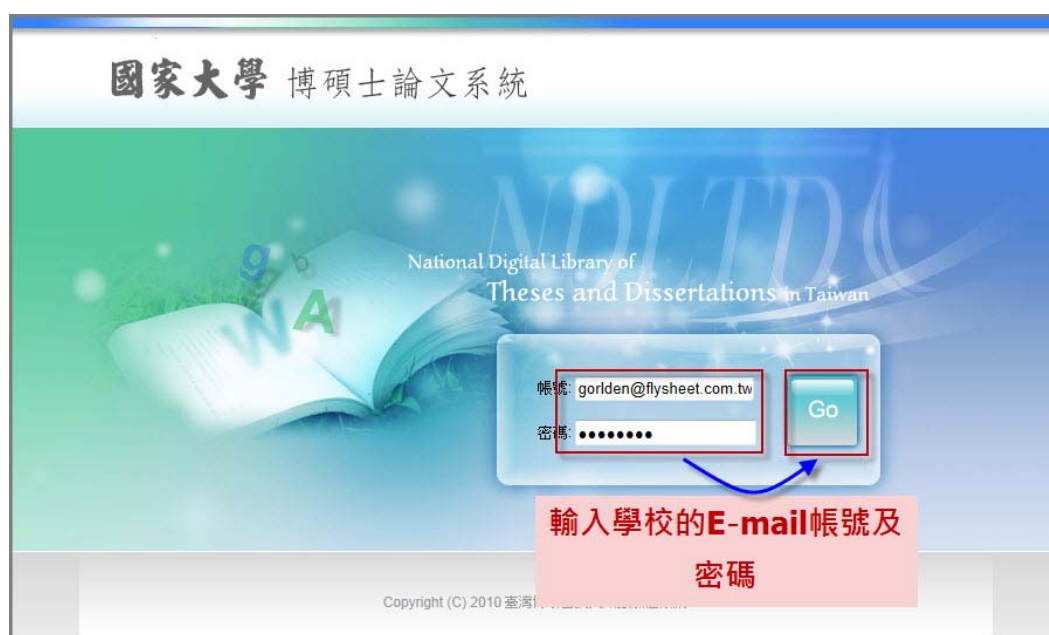 國家大學 博碩士論文系統
NDLTD
National Digital Library of
Theses and Dissertations in Taiwan
g b
W A
帳號: gorlden@flysheet.com.tw
密碼: ●●●●●●●●
Go
輸入學校的E-mail帳號及
密碼
Copyright (C) 2010 臺灣